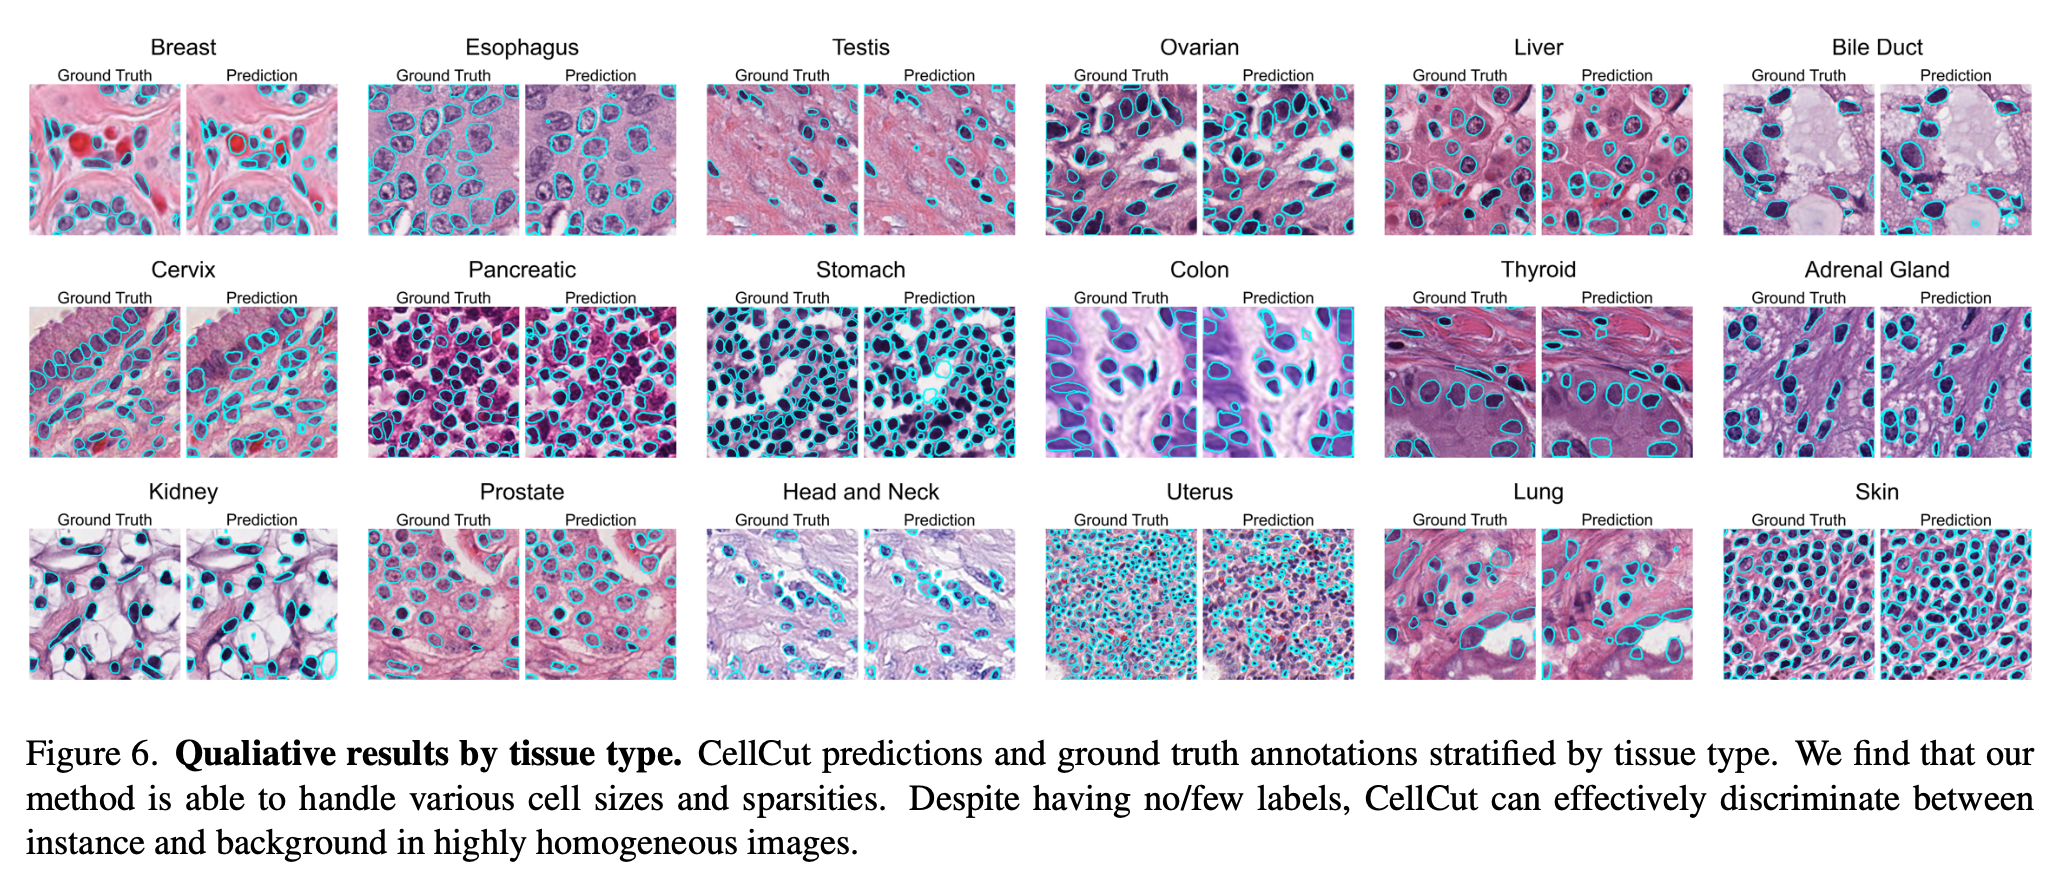 Breast Esophagus Testis Ovarian Liver Bile Duct
Ground Truth Prediction Ground Truth Prediction Ground Truth Prediction Ground Truth Prediction Ground Truth Prediction Ground Truth Prediction
Cervix Pancreatic Stomach Colon Thyroid Adrenal Gland
Ground Truth Prediction Ground Truth Prediction Ground Truth Prediction Ground Truth Prediction Ground Truth Prediction Ground Truth Prediction
Kidney Prostate Head and Neck Uterus Lung Skin
Ground Truth Prediction Ground Truth Prediction Ground Truth Prediction Ground Truth Prediction Ground Truth Prediction Ground Truth Prediction
Figure 6. Qualiative results by tissue type. CellCut predictions and ground truth annotations stratified by tissue type. We find that our
method is able to handle various cell sizes and sparsities. Despite having no/few labels, CellCut can effectively discriminate between
instance and background in highly homogeneous images.